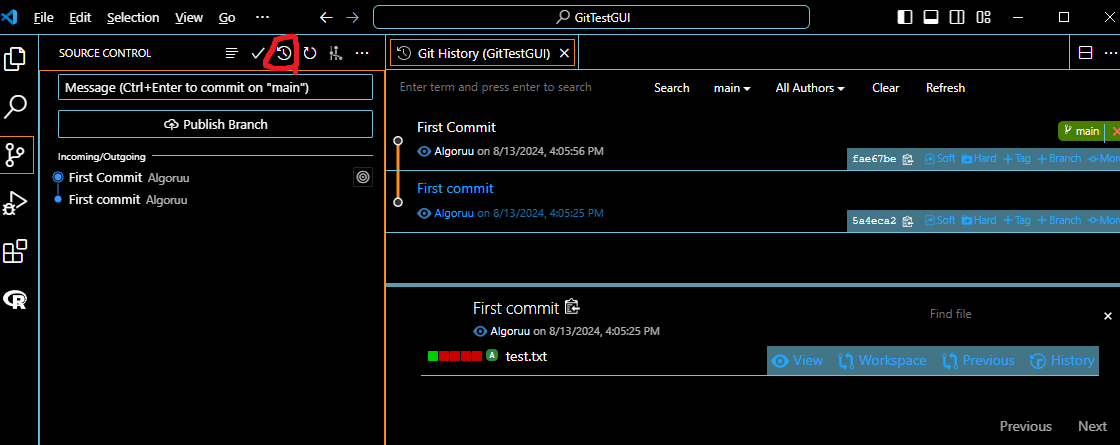 File Edit Selection View Go ··· GitTestGUI
SOURCE CONTROL
Git History (GitTestGUI)
Message (Ctrl+Enter to commit on "main")
Publish Branch
Incoming/Outgoing
First Commit Algoruu
First commit Algoruu
Enter term and press enter to search Search main All Authors Clear Refresh
First Commit
main
Algoruu on 8/13/2024, 4:05:56 PM
fae67be Soft Hard +Tag +Branch More
First commit
Algoruu on 8/13/2024, 4:05:25 PM
5a4eca2 Soft Hard +Tag +Branch More
First commit
Find file
Algoruu on 8/13/2024, 4:05:25 PM
A test.txt
View Workspace Previous History
Previous Next
R